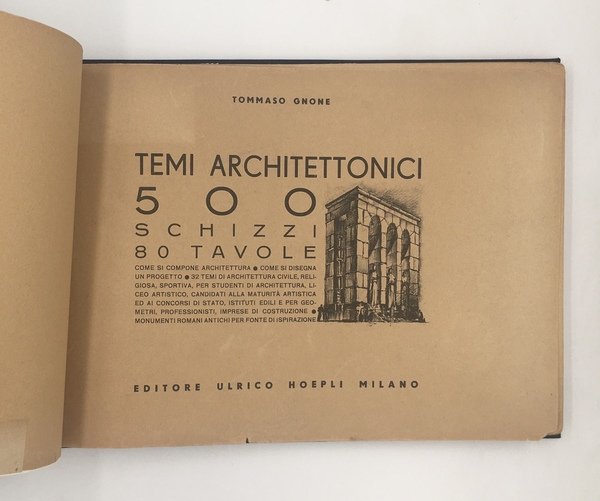 TOMMASO GNONE
TEMI ARCHITETTONICI
500
SCHIZZI
80 TAVOLE
COME SI COMPONE ARCHITETTURA ● COME SI DISEGNA
UN PROGETTO ● 32 TEMI DI ARCHITETTURA CIVILE, RELI-
GIOSA, SPORTIVA, PER STUDENTI DI ARCHITETTURA, LI-
CEO ARTISTICO, CANDIDATI ALLA MATURITÀ ARTISTICA
ED AI CONCORSI DI STATO, ISTITUTI EDILI E PER GEO-
METRI, PROFESSIONISTI, IMPRESE DI COSTRUZIONE ●
MONUMENTI ROMANI ANTICHI PER FONTE DI ISPIRAZIONE
EDITORE ULRICO HOEPLI MILANO